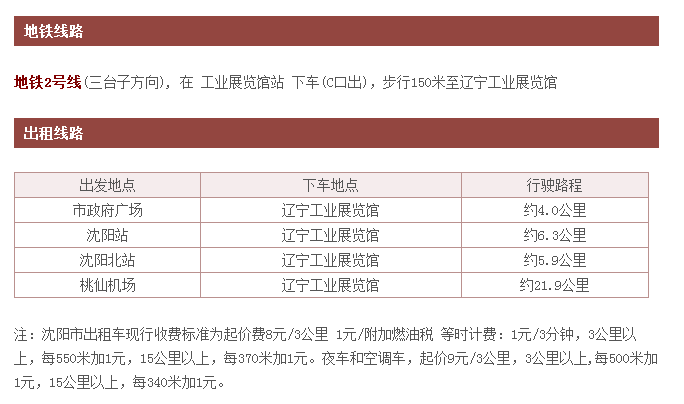 地铁线路
地铁2号线(三台子方向), 在 工业展览馆站 下车(C口出), 步行150米至辽宁工业展览馆
出租线路
出发地点 下车地点 行驶路程
市政府广场 辽宁工业展览馆 约4.0公里
沈阳站 辽宁工业展览馆 约6.3公里
沈阳北站 辽宁工业展览馆 约5.9公里
桃仙机场 辽宁工业展览馆 约21.9公里
注: 沈阳市出租车现行收费标准为起价费8元/3公里 1元/附加燃油税 等时计费: 1元/3分钟, 3公里以
上, 每550米加1元, 15公里以上, 每370米加1元。夜车和空调车, 起价9元/3公里, 3公里以上,每500米加
1元, 15公里以上, 每340米加1元。